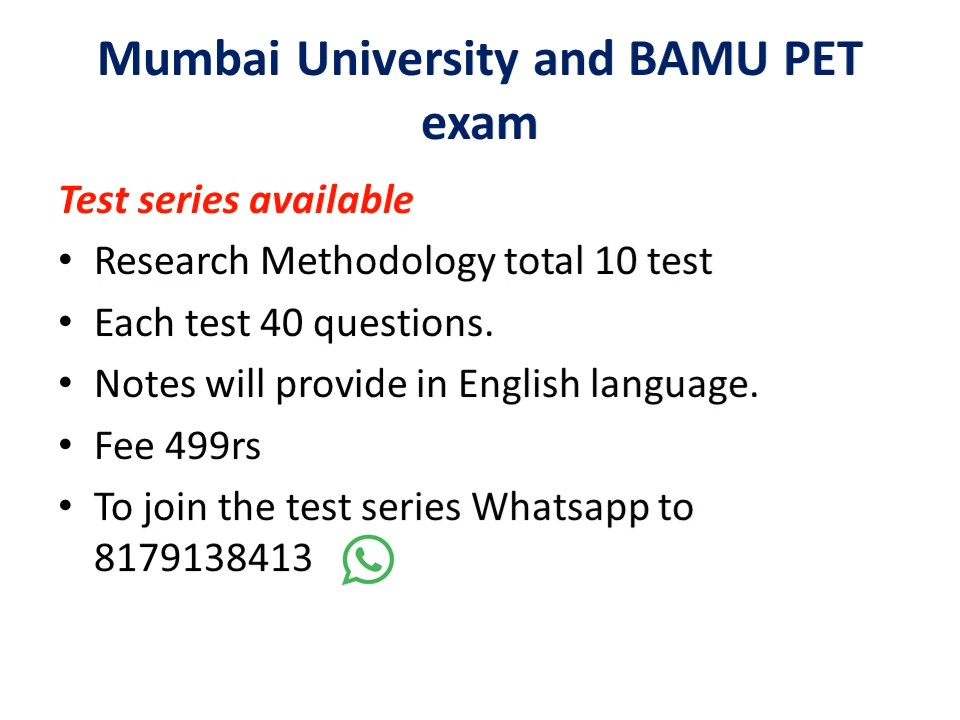 Mumbai University and BAMU PET
exam
Test series available
• Research Methodology total 10 test
• Each test 40 questions.
• Notes will provide in English language.
• Fee 499rs
• To join the test series Whatsapp to
8179138413